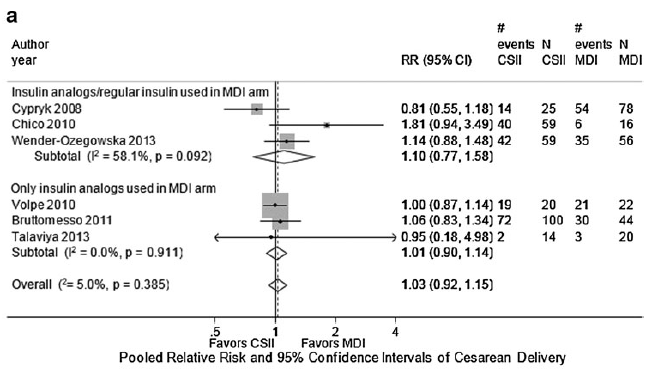 a
Author year RR (95% CI) # events CSII N CSII # events MDI N MDI
Insulin analogs/regular insulin used in MDI arm
Cypryk 2008 0.81 (0.55, 1.18) 14 25 54 78
Chico 2010 1.81 (0.94, 3.49) 40 59 6 16
Wender-Ozegowska 2013 1.14 (0.88, 1.48) 42 59 35 56
Subtotal (I² = 58.1%, p = 0.092) 1.10 (0.77, 1.58)
Only insulin analogs used in MDI arm
Volpe 2010 1.00 (0.87, 1.14) 19 20 21 22
Bruttomesso 2011 1.06 (0.83, 1.34) 72 100 30 44
Talaviya 2013 0.95 (0.18, 4.98) 2 14 3 20
Subtotal (I² = 0.0%, p = 0.911) 1.01 (0.90, 1.14)
Overall (²= 5.0%, p = 0.385) 1.03 (0.92, 1.15)
.5 1 2 4
Favors CSII Favors MDI
Pooled Relative Risk and 95% Confidence Intervals of Cesarean Delivery